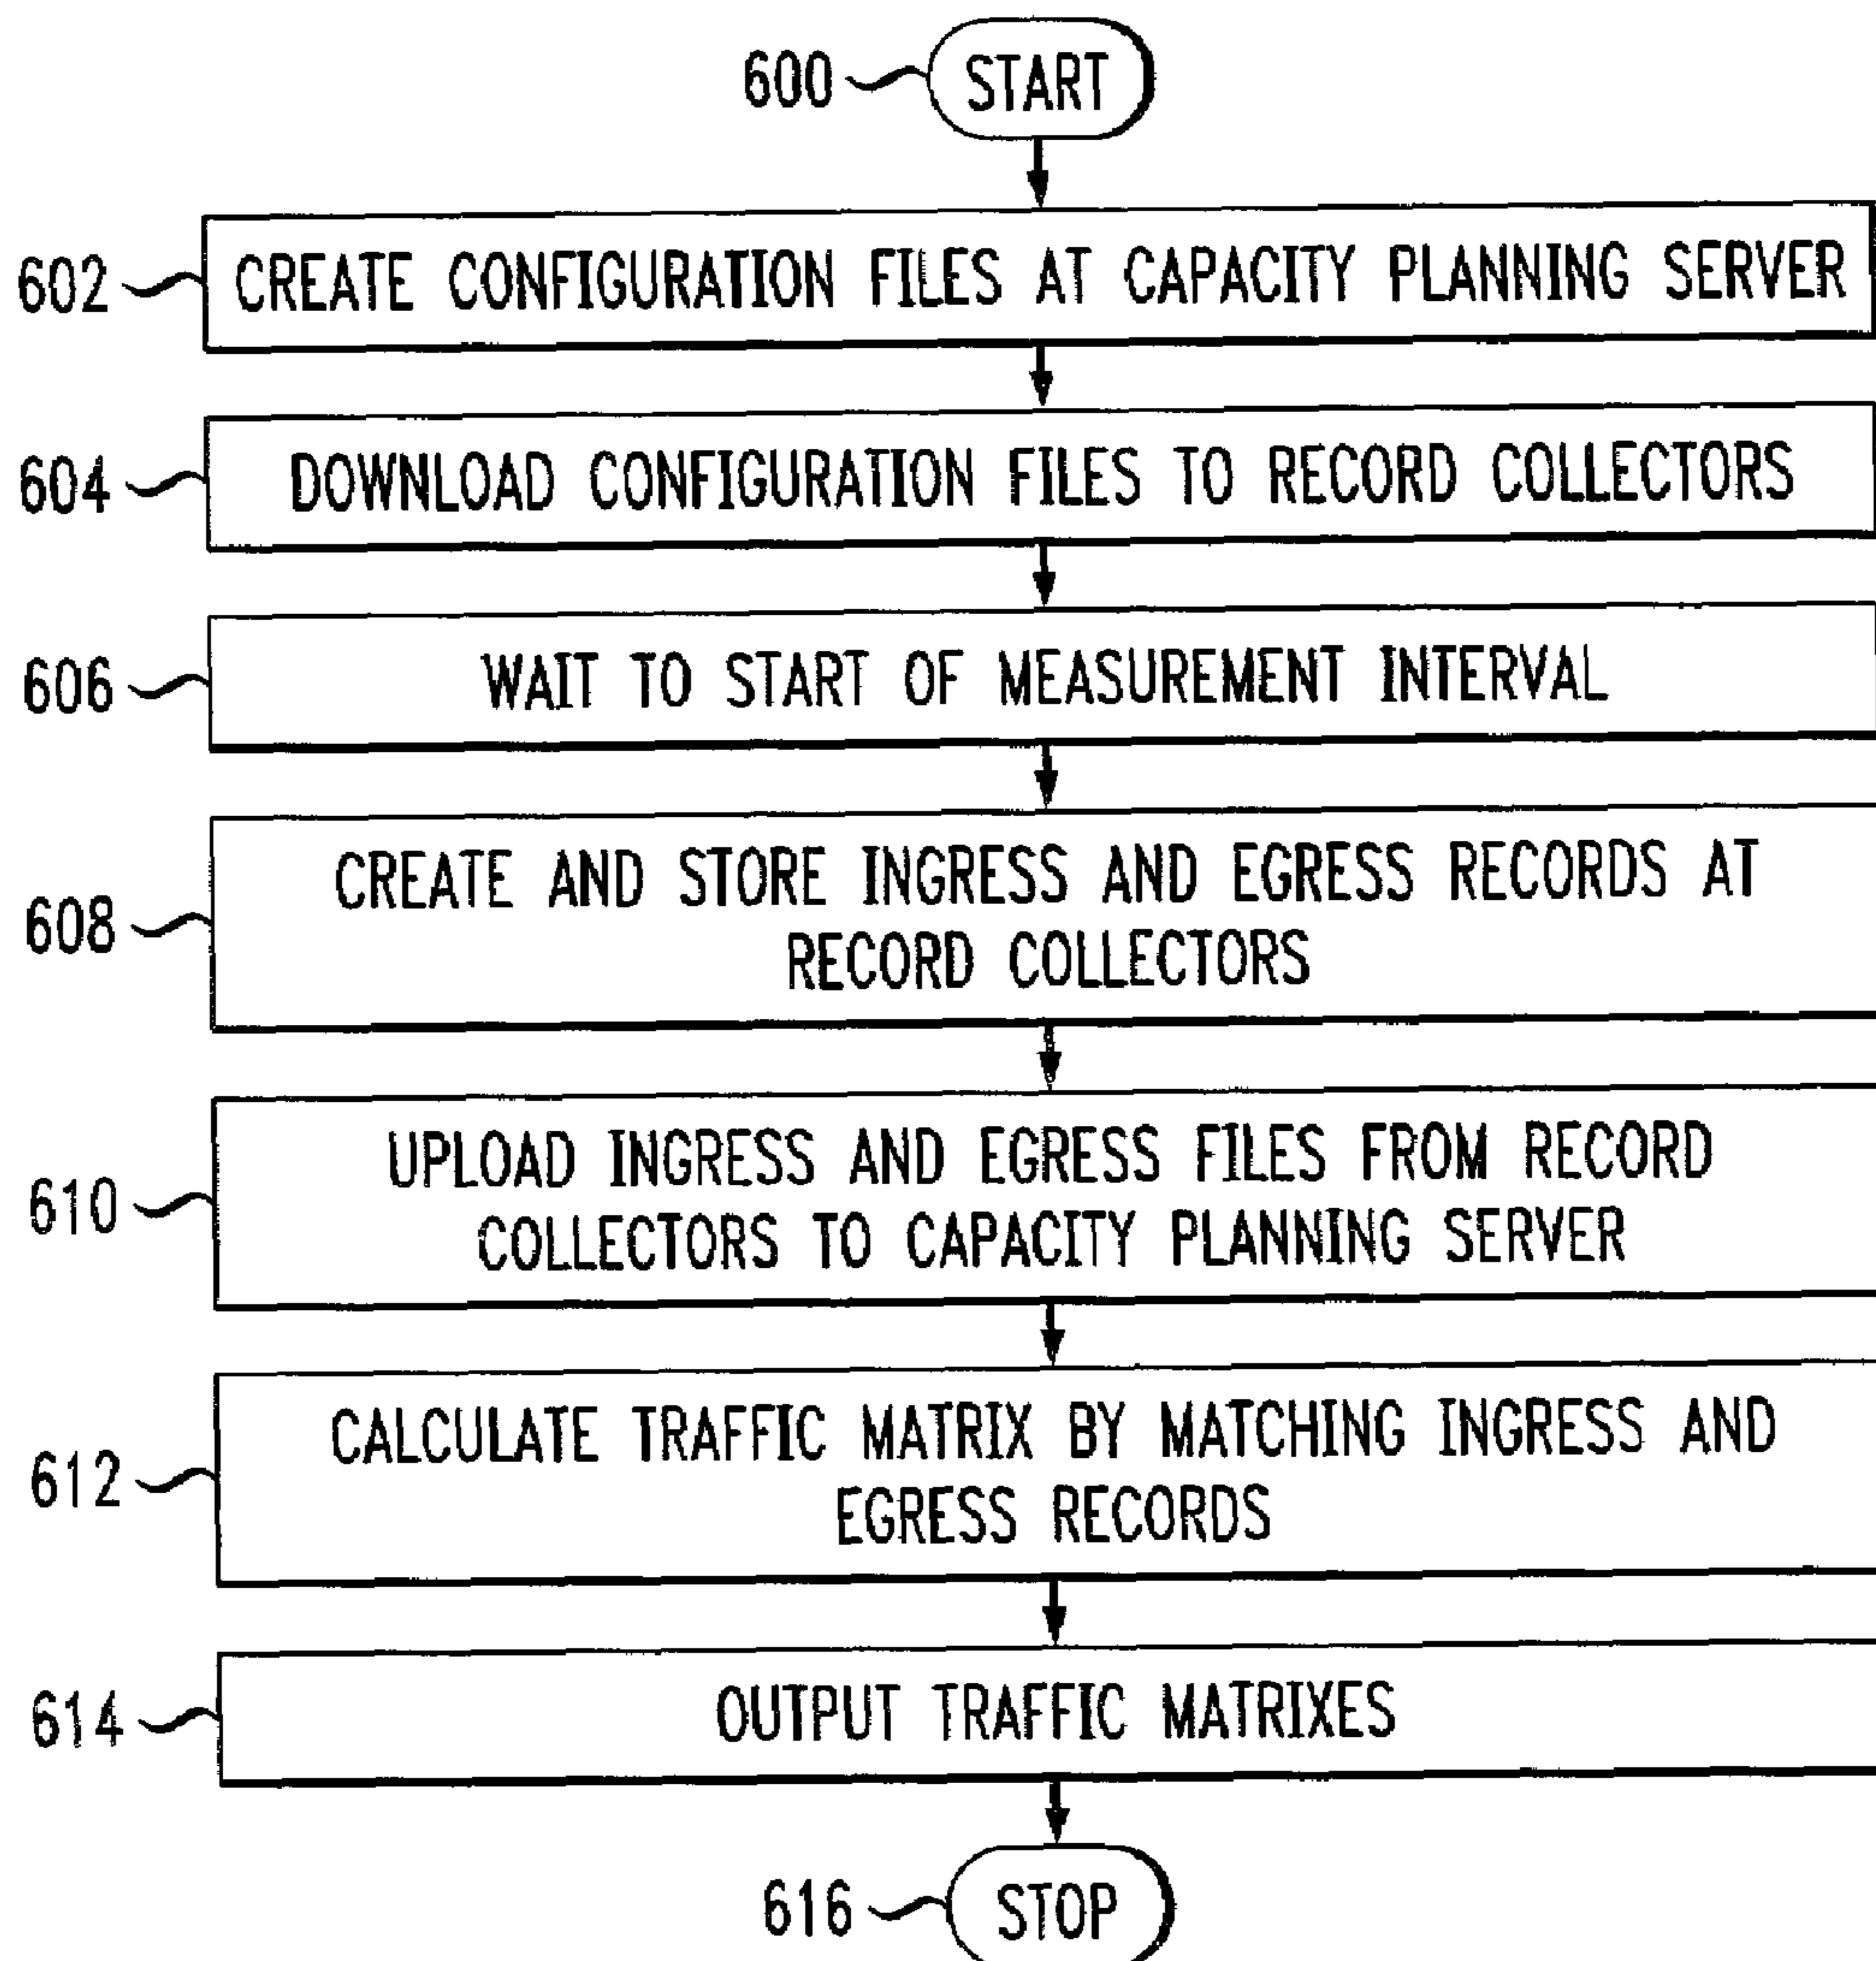 600 START
602 CREATE CONFIGURATION FILES AT CAPACITY PLANNING SERVER
604 DOWNLOAD CONFIGURATION FILES TO RECORD COLLECTORS
606 WAIT TO START OF MEASUREMENT INTERVAL
608 CREATE AND STORE INGRESS AND EGRESS RECORDS AT
RECORD COLLECTORS
610 UPLOAD INGRESS AND EGRESS FILES FROM RECORD
COLLECTORS TO CAPACITY PLANNING SERVER
612 CALCULATE TRAFFIC MATRIX BY MATCHING INGRESS AND
EGRESS RECORDS
614 OUTPUT TRAFFIC MATRIXES
616 STOP